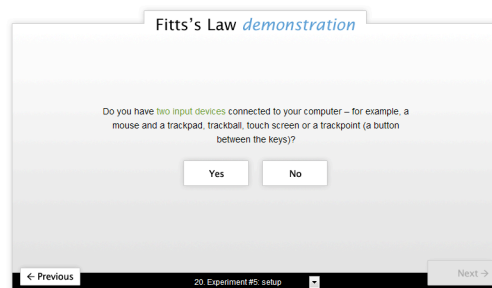 Fitts's Law demonstration
Do you have two input devices connected to your computer – for example, a
mouse and a trackpad, trackball, touch screen or a trackpoint (a button
between the keys)?
Yes No
← Previous
20. Experiment #5: setup
Next →